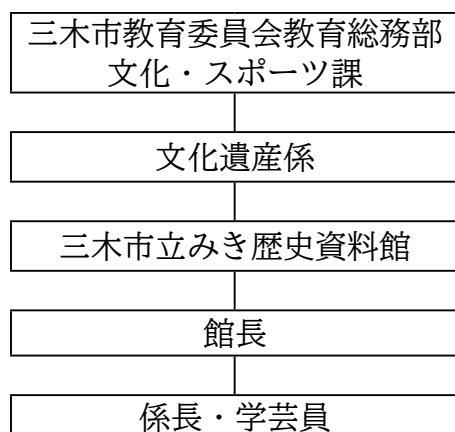 三木市教育委員会教育総務部
文化・スポーツ課
文化遺産係
三木市立みき歴史資料館
館長
係長・学芸員